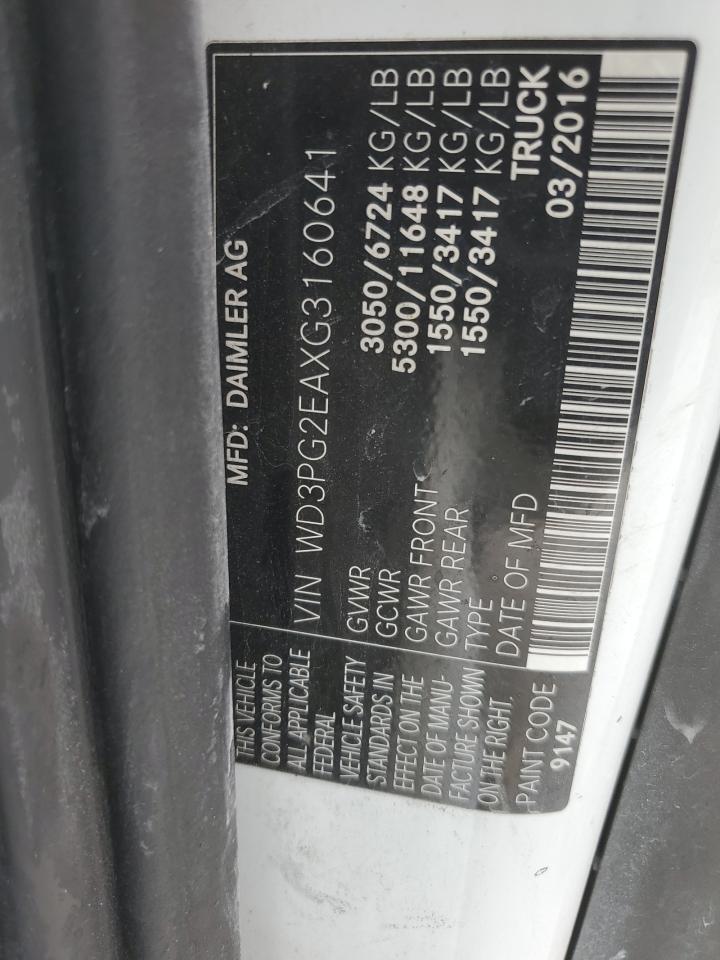 THIS VEHICLE
CONFORMS TO
ALL APPLICABLE
FEDERAL
VEHICLE SAFETY
STANDARDS IN
EFFECT ON THE
DATE OF MANU-
FACTURE SHOWN
ON THE RIGHT.
PAINT CODE
9147
MFD: DAIMLER AG
VIN WD3PG2EAXG3160641
GVWR 3050/6724 KG/LB
GCWR 5300/11648 KG/LB
GAWR FRONT 1550/3417 KG/LB
GAWR REAR 1550/3417 KG/LB
TYPE TRUCK
DATE OF MFD 03/2016